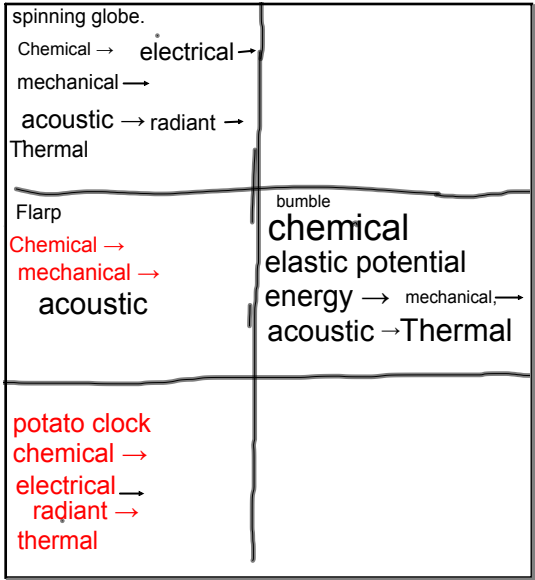 spinning globe.
Chemical → electrical →
mechanical →
acoustic → radiant →
Thermal
Flarp
Chemical →
mechanical →
acoustic
bumble
chemical
elastic potential
energy → mechanical, →
acoustic → Thermal
potato clock
chemical →
electrical →
radiant →
thermal